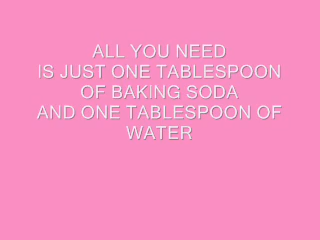 ALL YOU NEED
IS JUST ONE TABLESPOON
OF BAKING SODA
AND ONE TABLESPOON OF
WATER